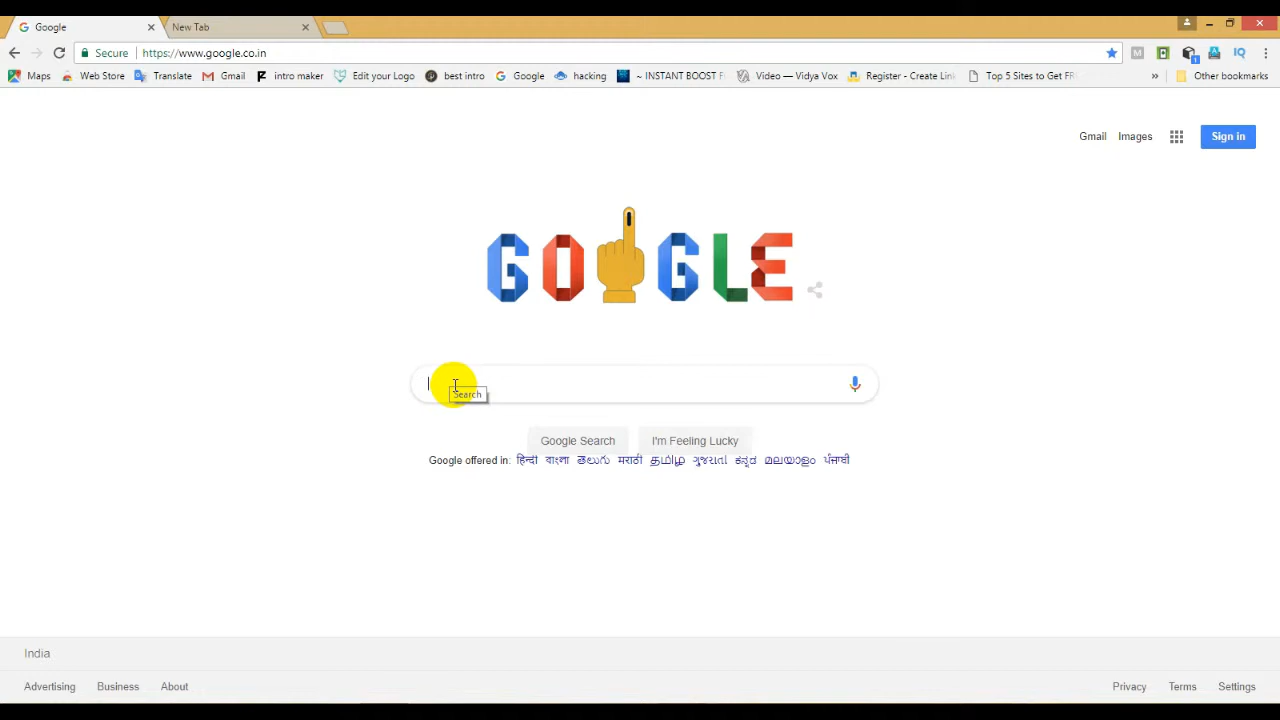 Google
New Tab
Secure
https://www.google.co.in
Maps
Web Store
Translate
Gmail
intro maker
Edit your Logo
best intro
Google
hacking
~ INSTANT BOOST F
Video — Vidya Vox
Register - Create Link
Top 5 Sites to Get FR
»
Other bookmarks
Gmail
Images
Sign in
GOOGLE
Search
Google Search
I'm Feeling Lucky
Google offered in: हिन्दी বাংলা తెలుగు मराठी தமிழ் ગુજરાતી ಕನ್ನಡ മലയാളം ਪੰਜਾਬੀ
India
Advertising
Business
About
Privacy
Terms
Settings